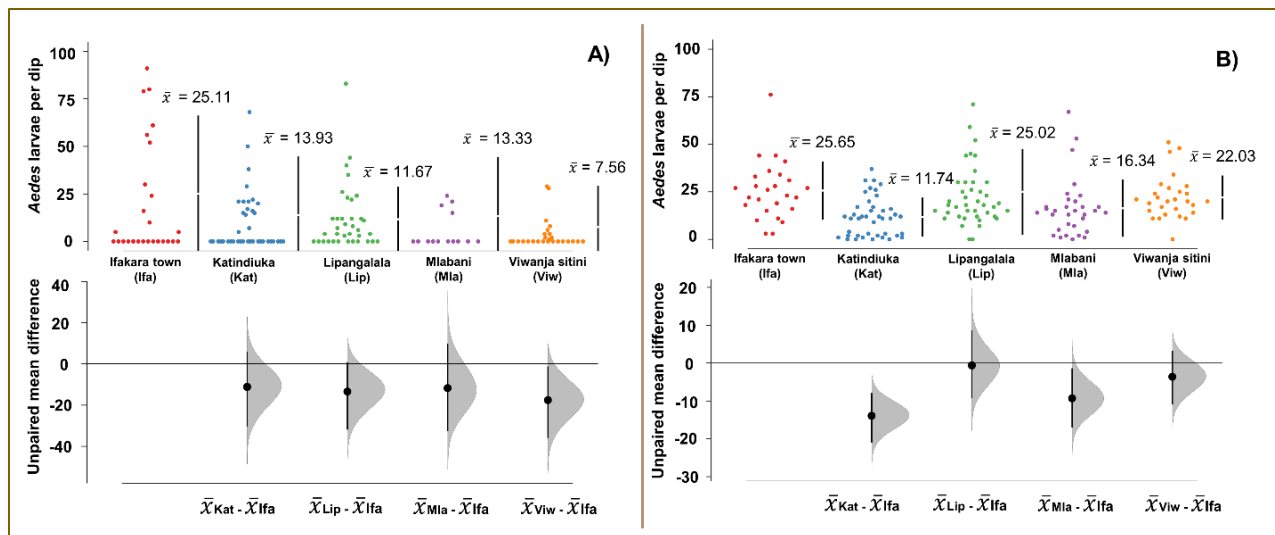 A)
Aedes larvae per dip
100
75
50
25
0
x̄ = 25.11
x̄ = 13.93
x̄ = 11.67
x̄ = 13.33
x̄ = 7.56
Ifakara town
(Ifa)
Katindiuka
(Kat)
Lipangalala
(Lip)
Mlabani
(Mla)
Viwanja sitini
(Viw)
Unpaired mean difference
40
20
0
-20
-40
x̄Kat - x̄Ifa
x̄Lip - x̄Ifa
x̄Mla - x̄Ifa
x̄Viw - x̄Ifa
B)
Aedes larvae per dip
100
75
50
25
0
x̄ = 25.65
x̄ = 11.74
x̄ = 25.02
x̄ = 16.34
x̄ = 22.03
Ifakara town
(Ifa)
Katindiuka
(Kat)
Lipangalala
(Lip)
Mlabani
(Mla)
Viwanja sitini
(Viw)
Unpaired mean difference
20
10
0
-10
-20
-30
x̄Kat - x̄Ifa
x̄Lip - x̄Ifa
x̄Mla - x̄Ifa
x̄Viw - x̄Ifa